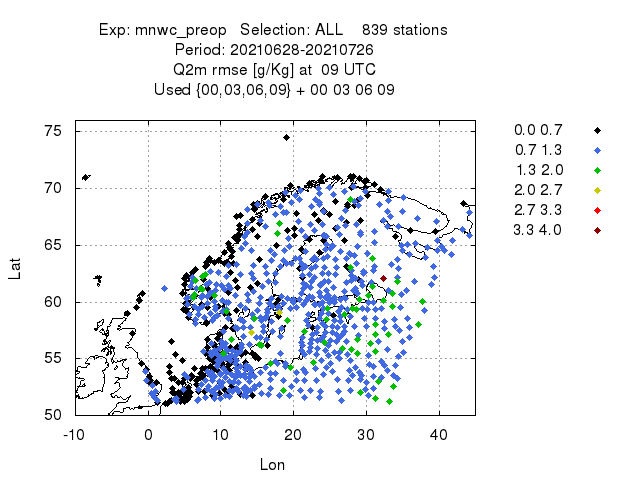 Exp: mnwc_preop   Selection: ALL    839 stations
Period: 20210628-20210726
Q2m rmse [g/Kg] at  09 UTC
Used {00,03,06,09} + 00 03 06 09
0.0 0.7
0.7 1.3
1.3 2.0
2.0 2.7
2.7 3.3
3.3 4.0
75
70
65
60
55
50
Lat
-10 0 10 20 30 40
Lon